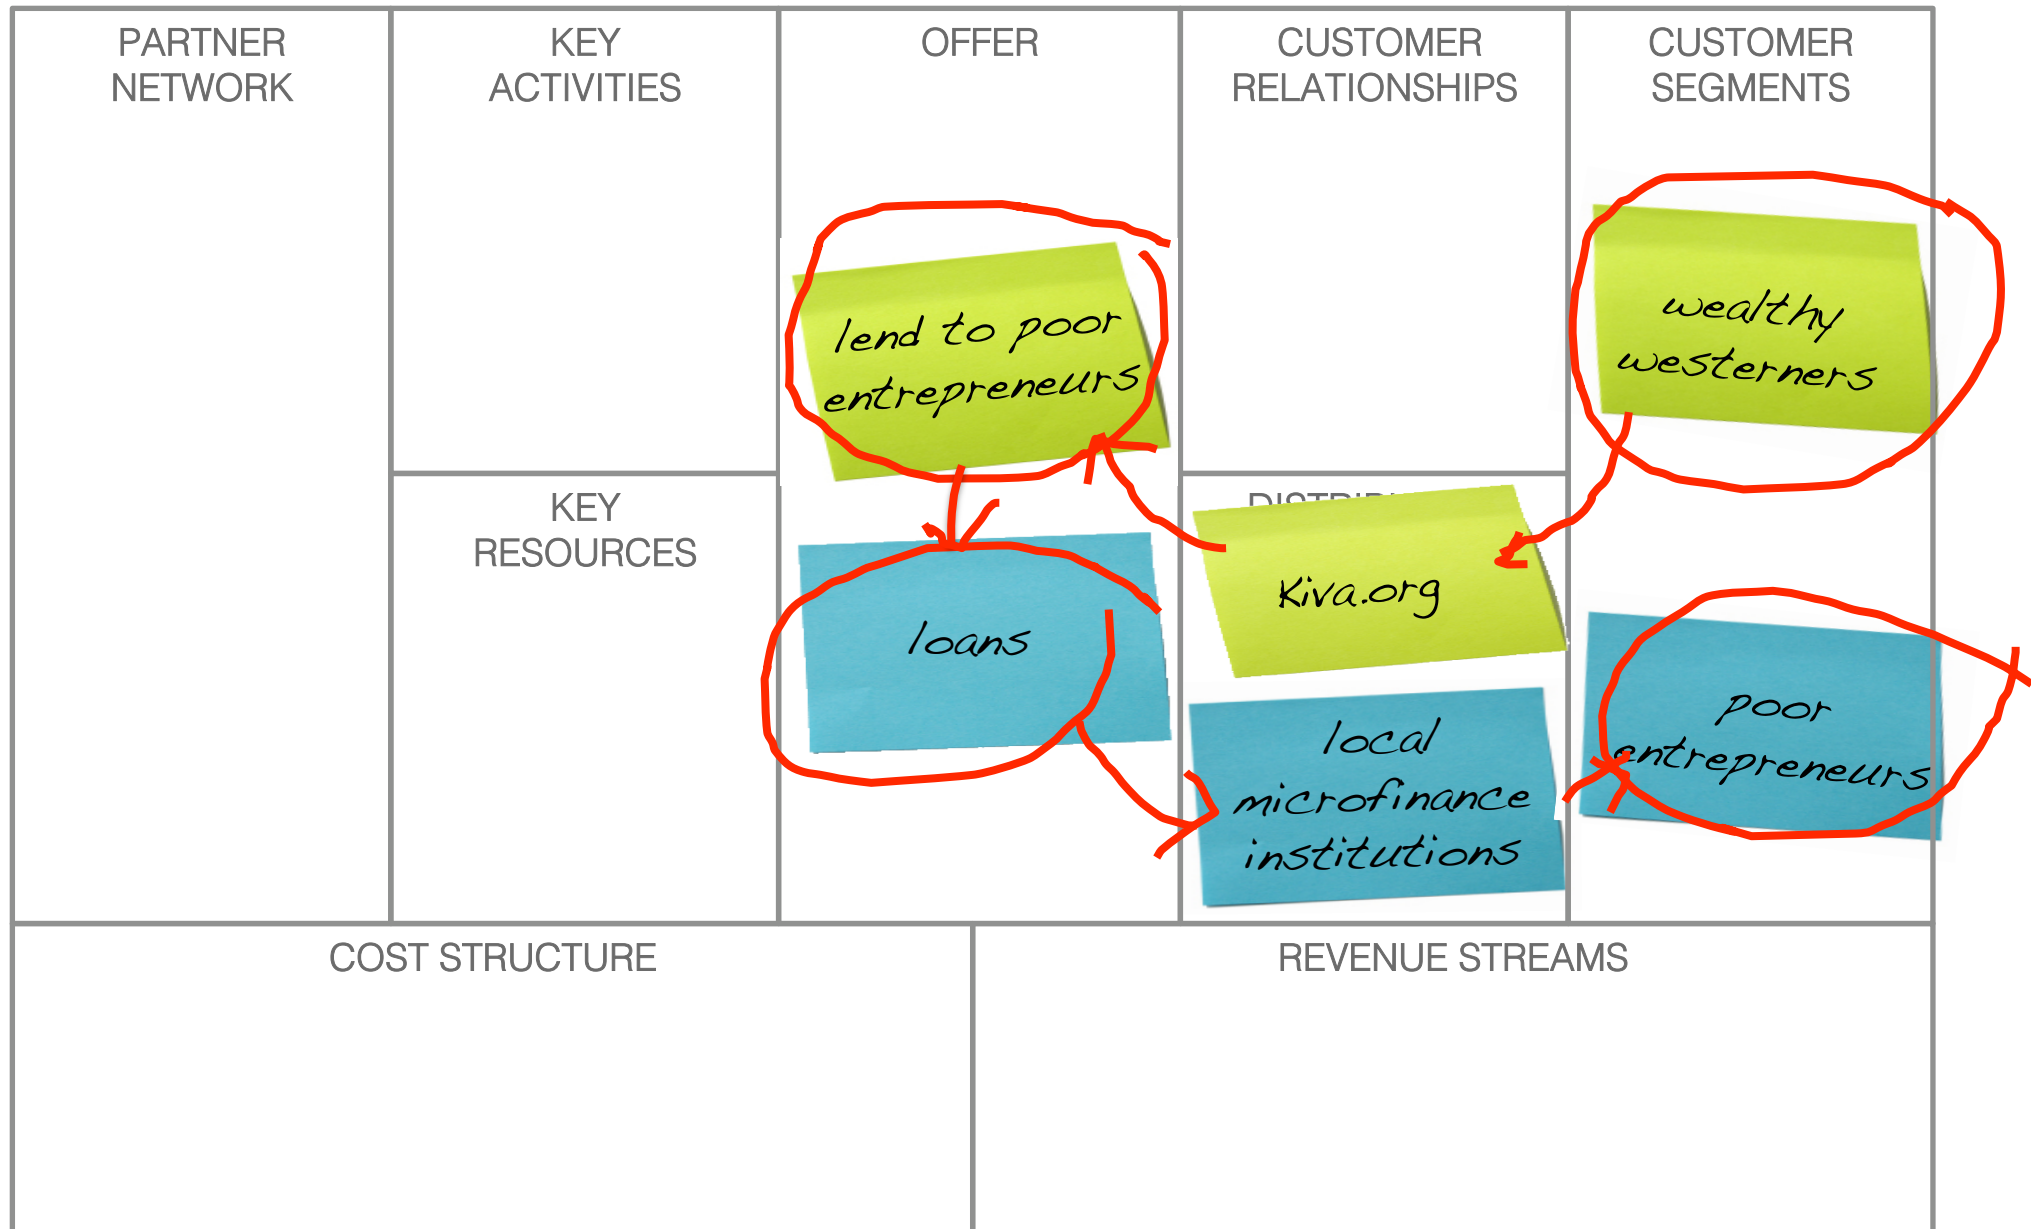 PARTNER
NETWORK
KEY
ACTIVITIES
OFFER
CUSTOMER
RELATIONSHIPS
CUSTOMER
SEGMENTS
lend to poor
entrepreneurs
wealthy
westerners
KEY
RESOURCES
loans
Kiva.org
local
microfinance
institutions
poor
entrepreneurs
COST STRUCTURE
REVENUE STREAMS